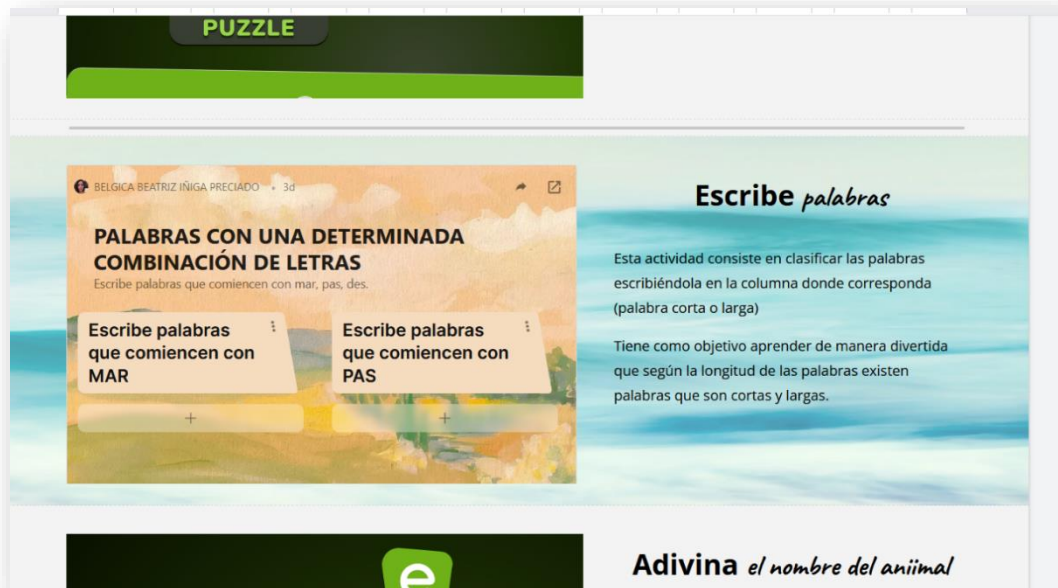 PUZZLE
BELGICA BEATRIZ IÑIGA PRECIADO • 3d
PALABRAS CON UNA DETERMINADA
COMBINACIÓN DE LETRAS
Escribe palabras que comiencen con mar, pas, des.
Escribe palabras
que comiencen con
MAR
Escribe palabras
que comiencen con
PAS
+
+
Escribe palabras
Esta actividad consiste en clasificar las palabras
escribiéndola en la columna donde corresponda
(palabra corta o larga)
Tiene como objetivo aprender de manera divertida
que según la longitud de las palabras existen
palabras que son cortas y largas.
e
Adivina el nombre del aniimal